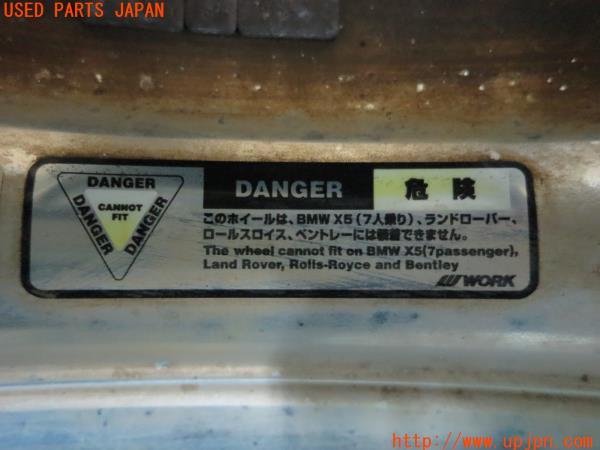 USED PARTS JAPAN
DANGER
CANNOT
FIT
DANGER
DANGER
DANGER 危険
このホイールは、BMW X5(7人乗り)、ランドローバー、
ロールスロイス、ベントレーには装着できません。
The wheel cannot fit on BMW X5(7passenger),
Land Rover, Rolls-Royce and Bentley
WORK
http://www.upjpn.com